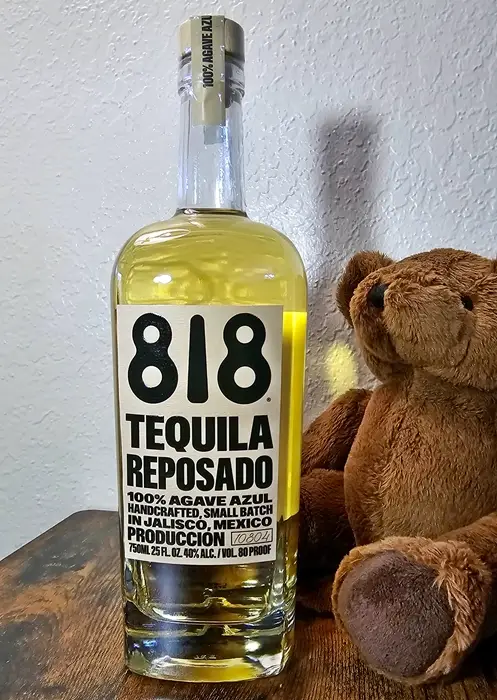 100% AGAVE AZUL
818
TEQUILA
REPOSADO
100% AGAVE AZUL
HANDCRAFTED, SMALL BATCH
IN JALISCO, MEXICO
PRODUCCIÓN 10804
750ML 25 FL. OZ. 40% ALC. / VOL. 80 PROOF